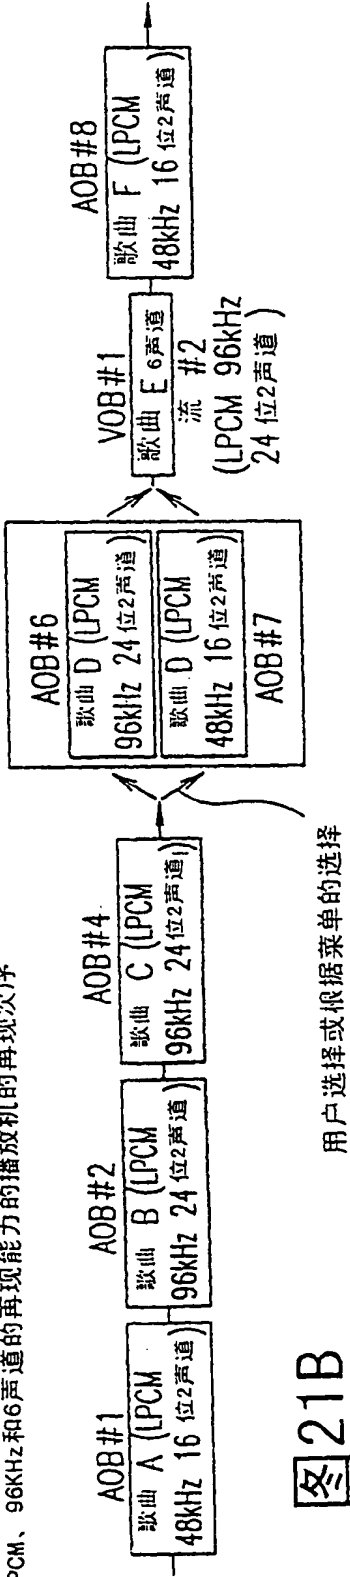 PCM、96KHz和6声道的再现能力的播放机的再现次序
AOB#1
歌曲 A (LPCM
48kHz 16 位2声道)
AOB#2
歌曲 B (LPCM
96kHz 24 位2声道)
AOB#4
歌曲 C (LPCM
96kHz 24位2声道)
AOB#6
歌曲 D (LPCM
96kHz 24位2声道)
歌曲 D (LPCM
48kHz 16 位2声道)
AOB#7
VOB#1
歌曲 E 6声道
流 #2
(LPCM 96kHz
24 位2声道)
AOB#8
歌曲 F (LPCM
48kHz 16 位2声道)
用户选择或根据菜单的选择
图21B